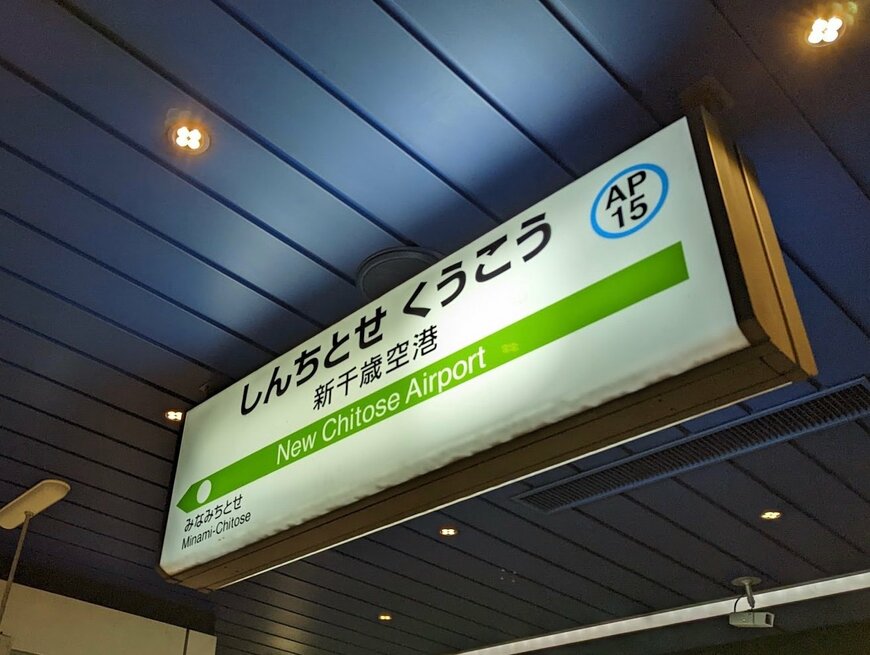 AP
15
しんちとせ くうこう
新千歳空港
New Chitose Airport
みなみちとせ
Minami-Chitose